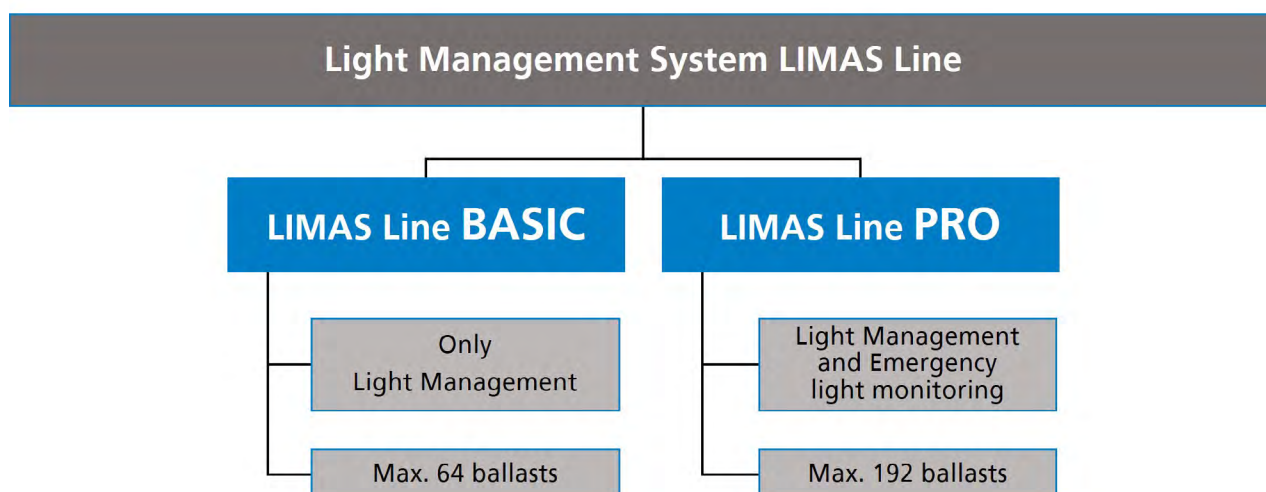 Light Management System LIMAS Line
LIMAS Line BASIC
LIMAS Line PRO
Only
Light Management
Light Management
and Emergency
light monitoring
Max. 64 ballasts
Max. 192 ballasts